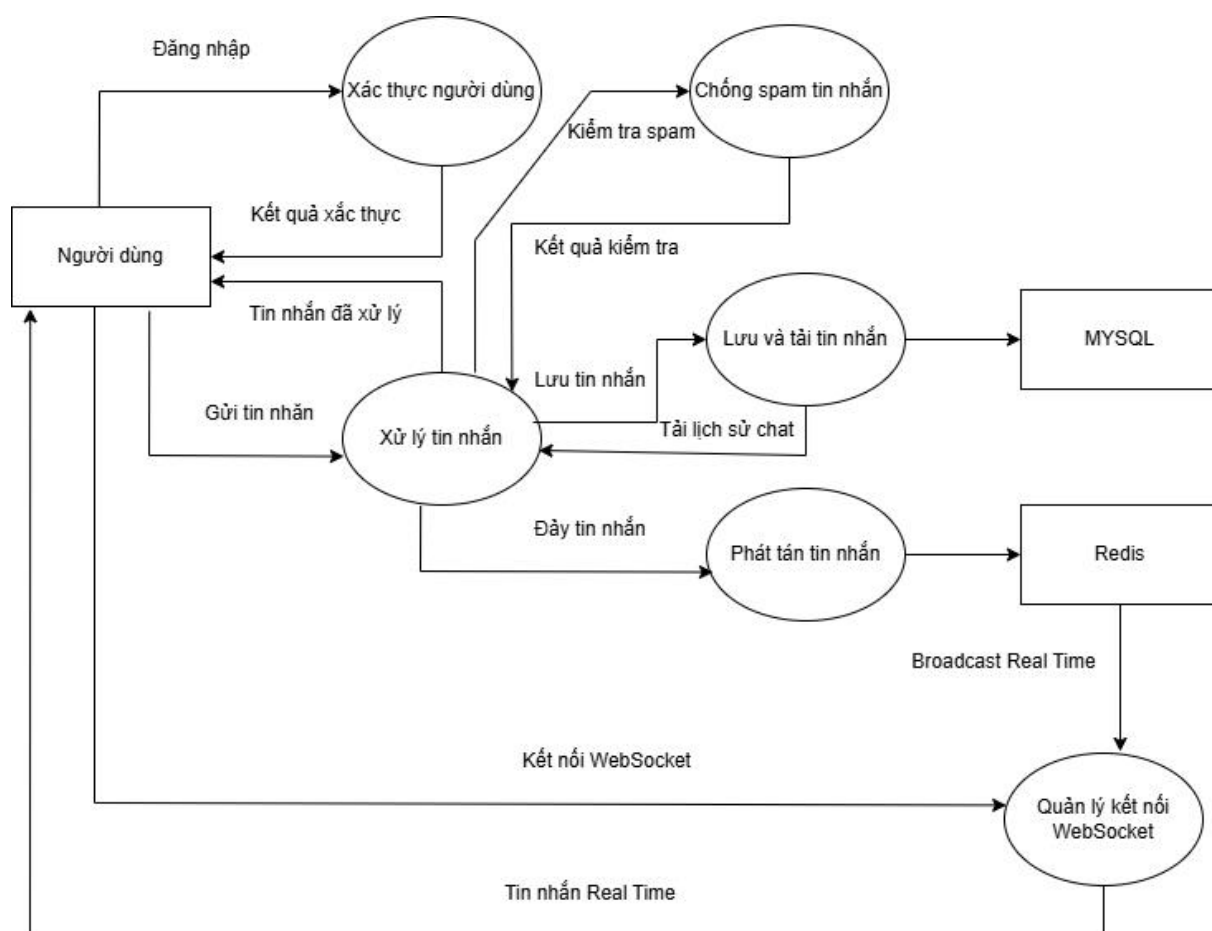 Đăng nhập
Xác thực người dùng
Chống spam tin nhắn
Kiểm tra spam
Kết quả xác thực
Kết quả kiểm tra
Người dùng
Tin nhắn đã xử lý
Lưu và tải tin nhắn
MYSQL
Lưu tin nhắn
Gửi tin nhăn
Tải lịch sử chat
Xử lý tin nhắn
Đảy tin nhắn
Phát tán tin nhắn
Redis
Broadcast Real Time
Kết nối WebSocket
Quản lý kết nối
WebSocket
Tin nhắn Real Time